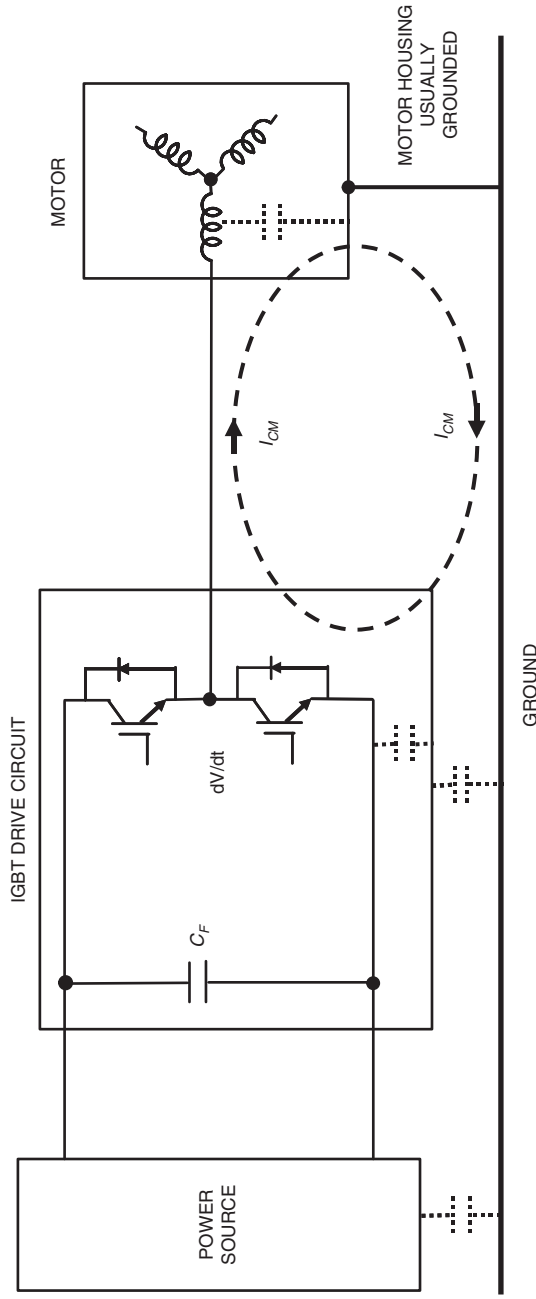 POWER
SOURCE
IGBT DRIVE CIRCUIT
C_F
dV/dt
MOTOR
I_CM
I_CM
MOTOR HOUSING
USUALLY
GROUNDED
GROUND